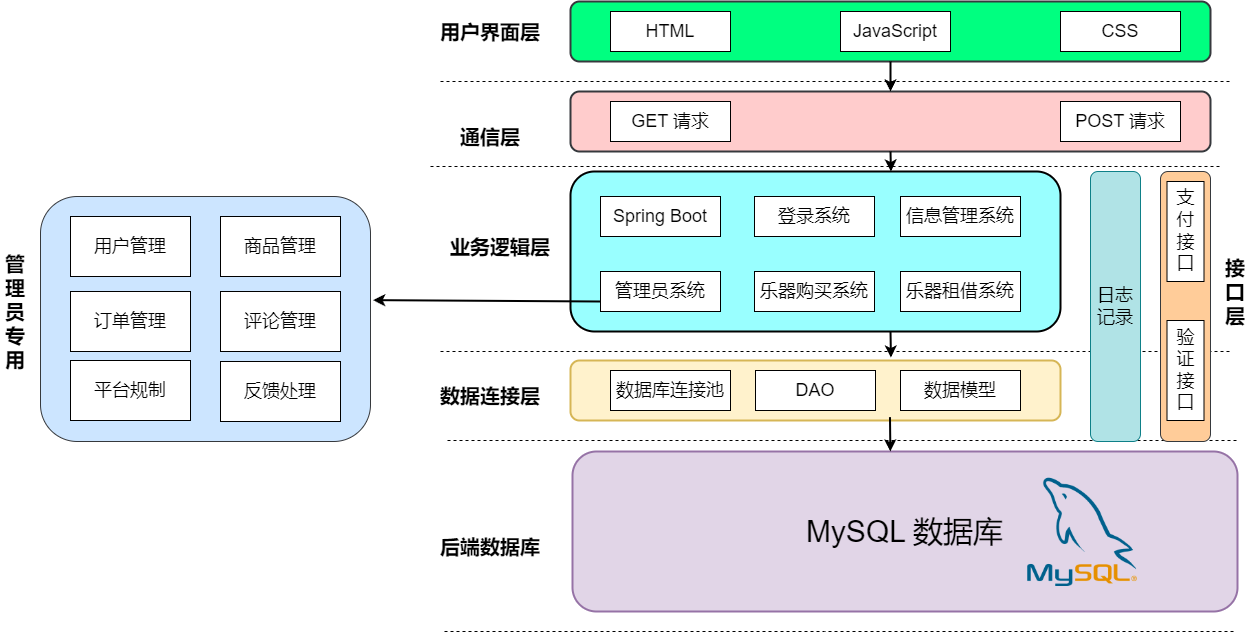 用户界面层
HTML
JavaScript
CSS
通信层
GET 请求
POST 请求
业务逻辑层
Spring Boot
登录系统
信息管理系统
管理员系统
乐器购买系统
乐器租借系统
日志
记录
支
付
接
口
验
证
接
口
接
口
层
管
理
员
专
用
用户管理
商品管理
订单管理
评论管理
平台规制
反馈处理
数据连接层
数据库连接池
DAO
数据模型
后端数据库
MySQL 数据库
MySQL